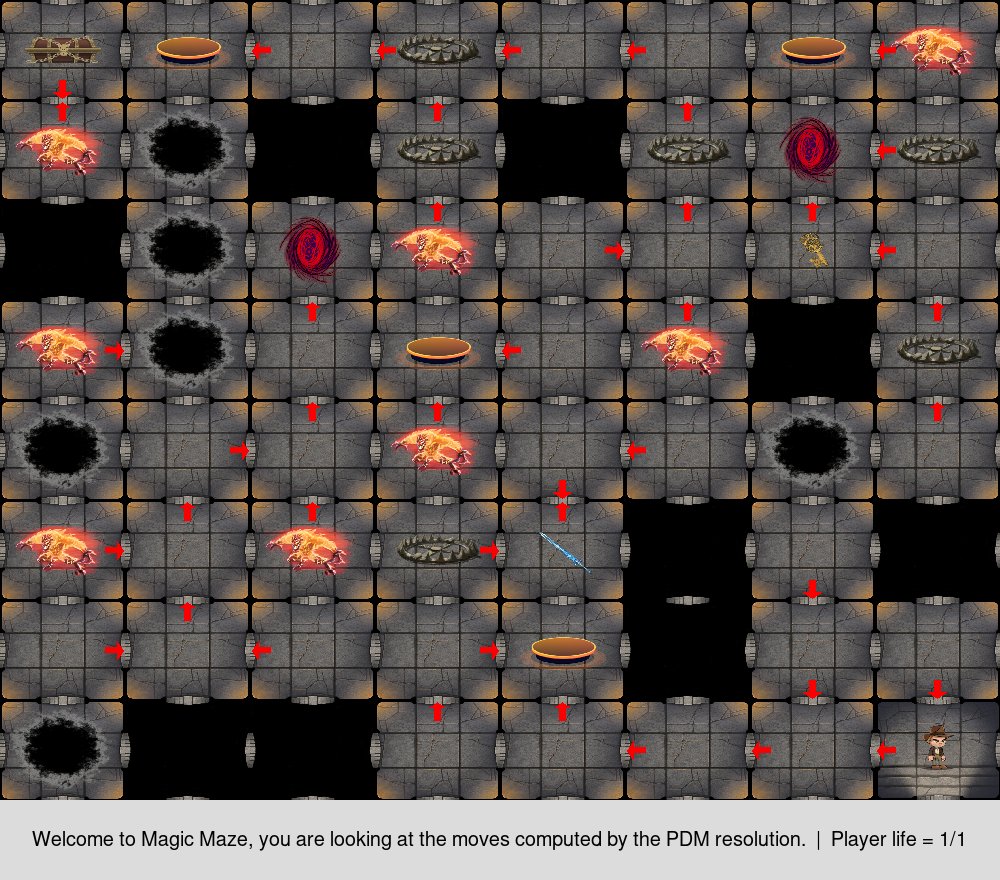 Welcome to Magic Maze, you are looking at the moves computed by the PDM resolution.  |  Player life = 1/1